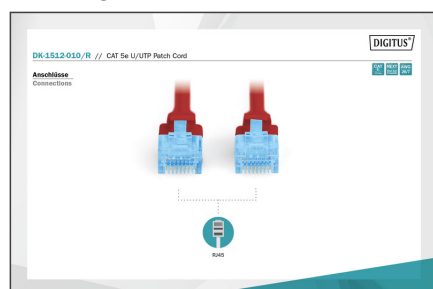 DIGITUS®
DK-1512-010/R // CAT 5e U/UTP Patch Cord
Anschlüsse
Connections
RJ45